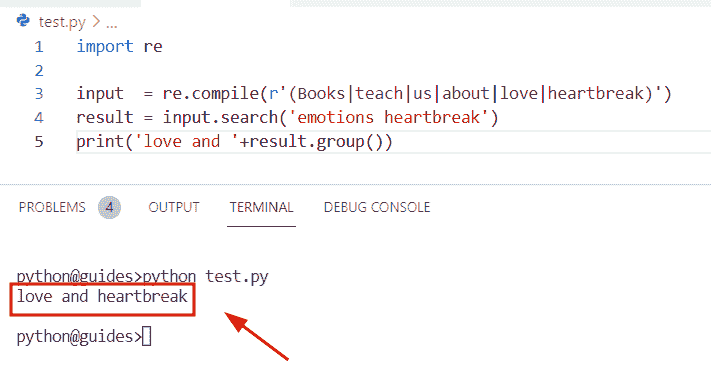 test.py > ...
1 import re
2
3 input  = re.compile(r'(Books|teach|us|about|love|heartbreak)')
4 result = input.search('emotions heartbreak')
5 print('love and '+result.group())
PROBLEMS 4 OUTPUT TERMINAL DEBUG CONSOLE
python@guides>python test.py
love and heartbreak
python@guides>